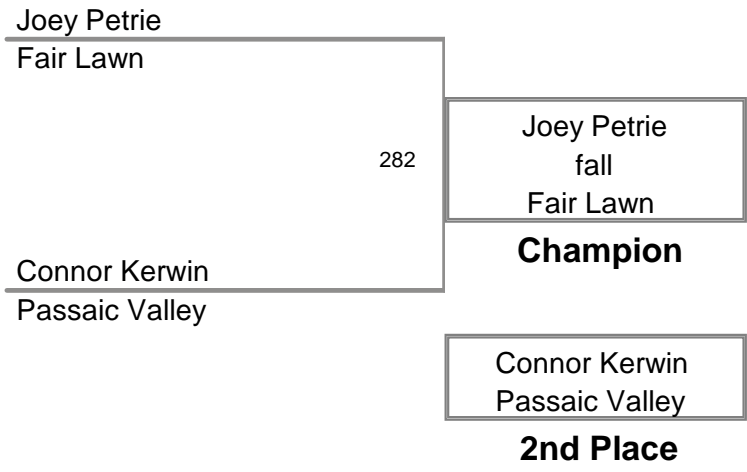 Joey Petrie
Fair Lawn
282
Joey Petrie
fall
Fair Lawn
Champion
Connor Kerwin
Passaic Valley
Connor Kerwin
Passaic Valley
2nd Place